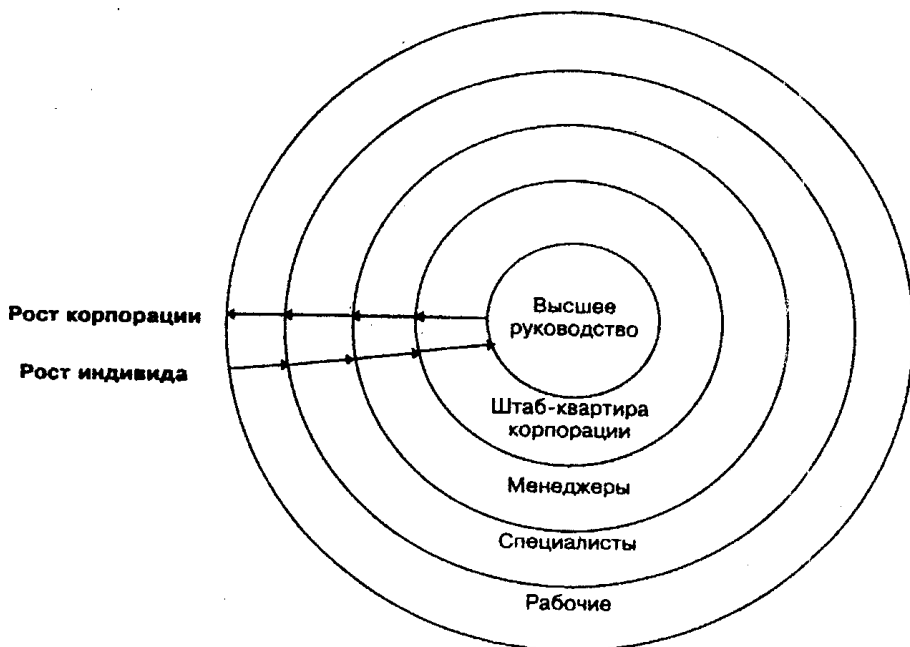 Рост корпорации
Рост индивида
Высшее
руководство
Штаб-квартира
корпорации
Менеджеры
Специалисты
Рабочие